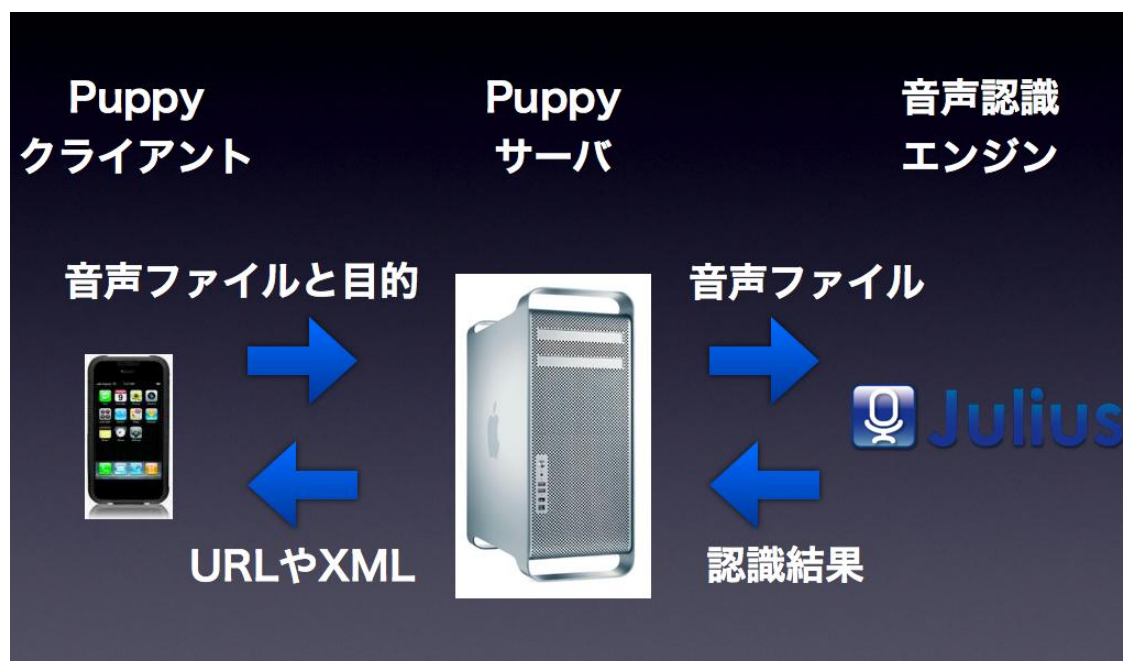 Puppy
クライアント
Puppy
サーバ
音声認識
エンジン
音声ファイルと目的
音声ファイル
Julius
URLやXML
認識結果